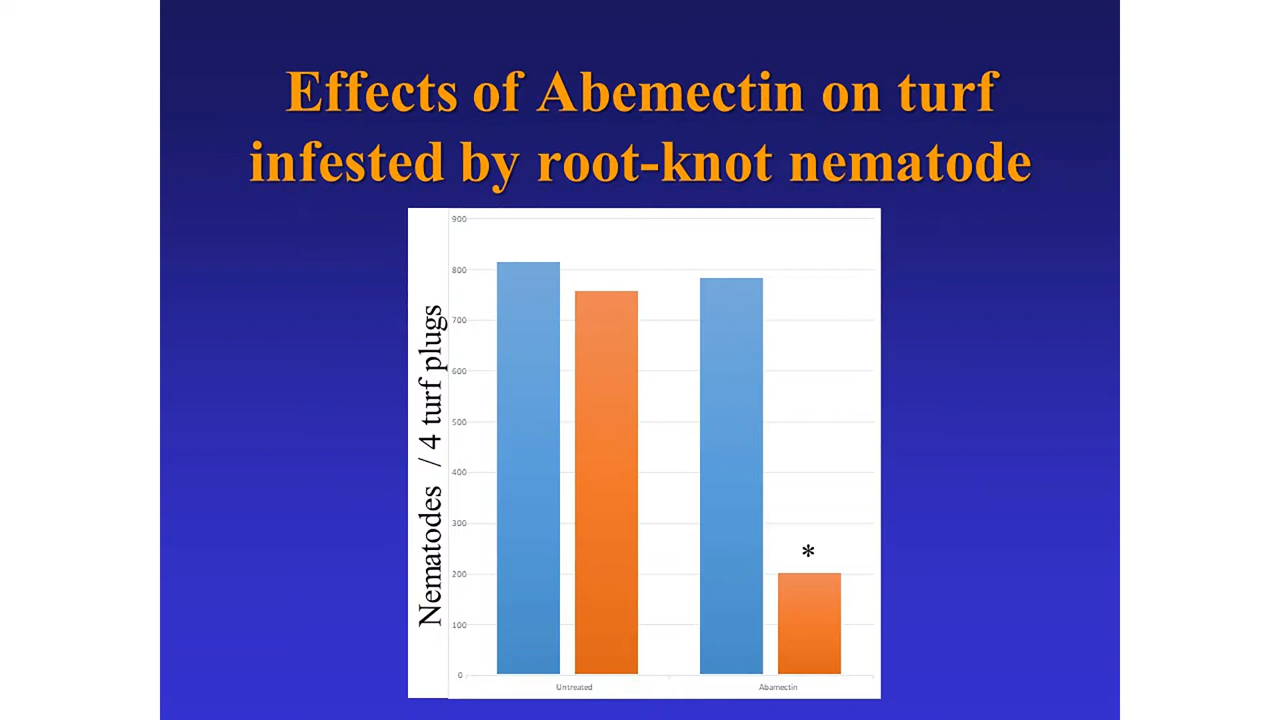 Effects of Abemectin on turf
infested by root-knot nematode
Nematodes / 4 turf plugs
900
800
700
600
500
400
300
200
100
0
*
Untreated
Abamectin